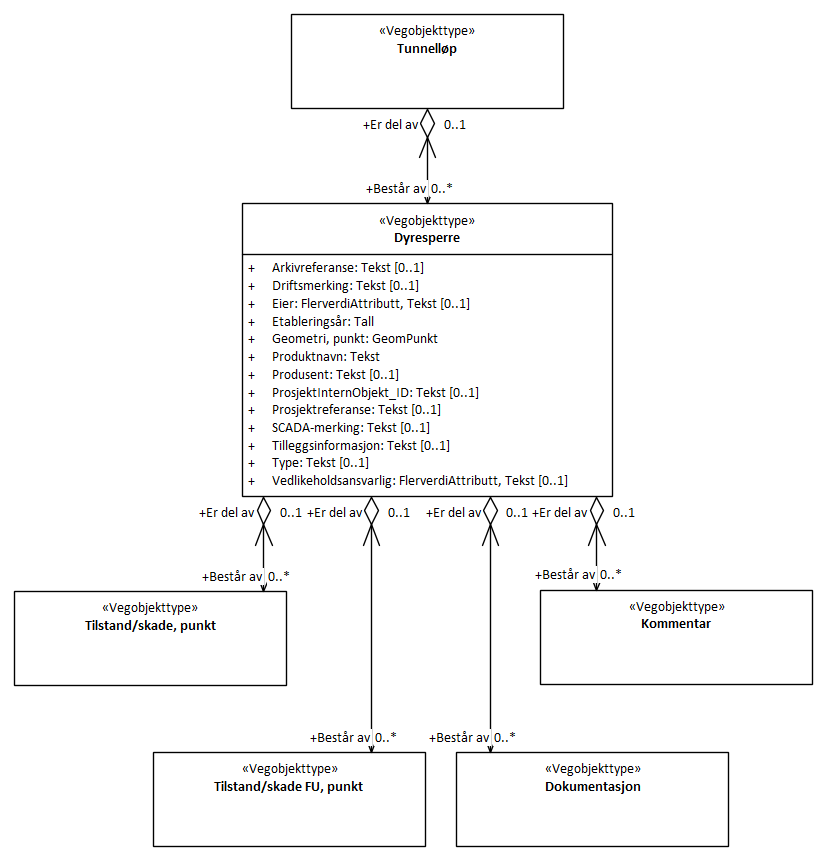 «Vegobjekttype»
Tunnelløp
+Er del av 0..1
+Består av 0..*
«Vegobjekttype»
Dyresperre
+ Arkivreferanse: Tekst [0..1]
+ Driftsmerking: Tekst [0..1]
+ Eier: FlerverdiAttributt, Tekst [0..1]
+ Etableringsår: Tall
+ Geometri, punkt: GeomPunkt
+ Produktnavn: Tekst
+ Produsent: Tekst [0..1]
+ ProsjektInternObjekt_ID: Tekst [0..1]
+ Prosjektreferanse: Tekst [0..1]
+ SCADA-merking: Tekst [0..1]
+ Tilleggsinformasjon: Tekst [0..1]
+ Type: Tekst [0..1]
+ Vedlikeholdsansvarlig: FlerverdiAttributt, Tekst [0..1]
+Er del av 0..1 +Er del av 0..1 +Er del av 0..1 +Er del av 0..1
+Består av 0..* +Består av 0..*
«Vegobjekttype»
Tilstand/skade, punkt
«Vegobjekttype»
Kommentar
+Består av 0..* +Består av 0..*
«Vegobjekttype»
Tilstand/skade FU, punkt
«Vegobjekttype»
Dokumentasjon